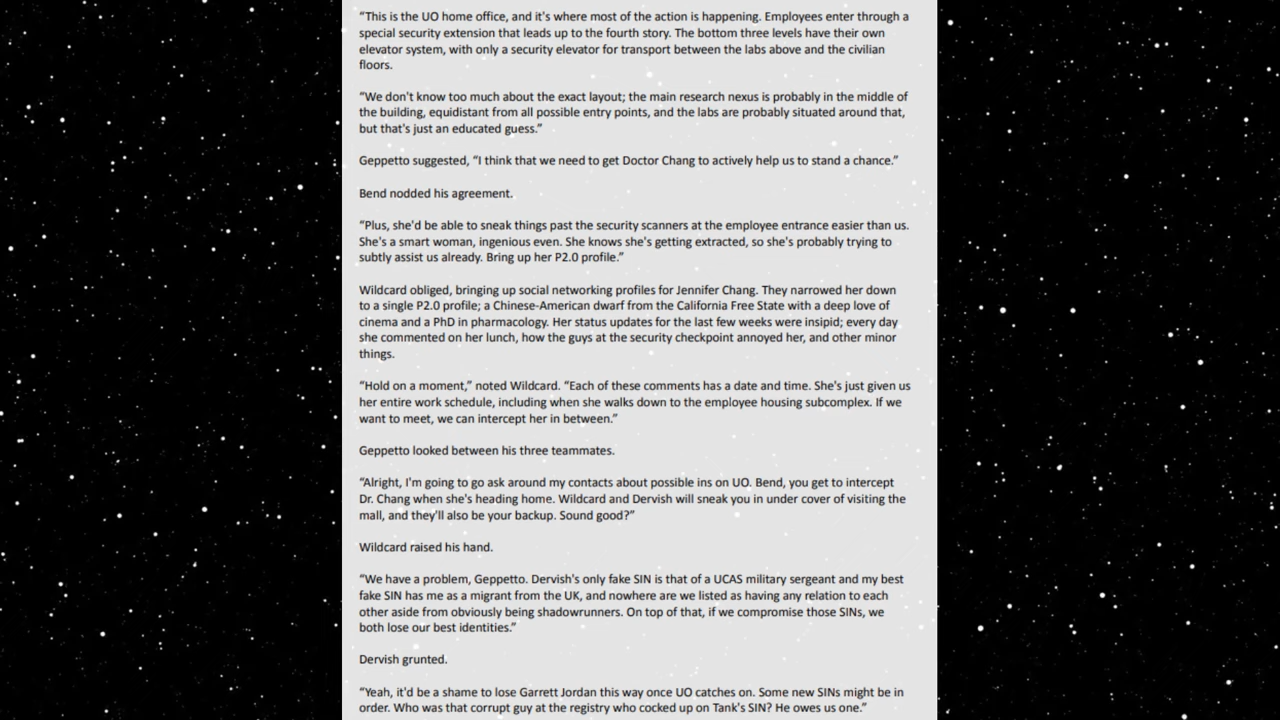 “This is the UO home office, and it's where most of the action is happening. Employees enter through a
special security extension that leads up to the fourth story. The bottom three levels have their own
elevator system, with only a security elevator for transport between the labs above and the civilian
floors.
“We don't know too much about the exact layout; the main research nexus is probably in the middle of
the building, equidistant from all possible entry points, and the labs are probably situated around that,
but that's just an educated guess.”
Geppetto suggested, “I think that we need to get Doctor Chang to actively help us to stand a chance.”
Bend nodded his agreement.
“Plus, she'd be able to sneak things past the security scanners at the employee entrance easier than us.
She's a smart woman, ingenious even. She knows she's getting extracted, so she's probably trying to
subtly assist us already. Bring up her P2.0 profile.”
Wildcard obliged, bringing up social networking profiles for Jennifer Chang. They narrowed her down
to a single P2.0 profile; a Chinese-American dwarf from the California Free State with a deep love of
cinema and a PhD in pharmacology. Her status updates for the last few weeks were insipid; every day
she commented on her lunch, how the guys at the security checkpoint annoyed her, and other minor
things.
“Hold on a moment,” noted Wildcard. “Each of these comments has a date and time. She's just given us
her entire work schedule, including when she walks down to the employee housing subcomplex. If we
want to meet, we can intercept her in between.”
Geppetto looked between his three teammates.
“Alright, I'm going to go ask around my contacts about possible ins on UO. Bend, you get to intercept
Dr. Chang when she's heading home. Wildcard and Dervish will sneak you in under cover of visiting the
mall, and they'll also be your backup. Sound good?”
Wildcard raised his hand.
“We have a problem, Geppetto. Dervish's only fake SIN is that of a UCAS military sergeant and my best
fake SIN has me as a migrant from the UK, and nowhere are we listed as having any relation to each
other aside from obviously being shadowrunners. On top of that, if we compromise those SINs, we
both lose our best identities.”
Dervish grunted.
“Yeah, it'd be a shame to lose Garrett Jordan this way once UO catches on. Some new SINs might be in
order. Who was that corrupt guy at the registry who cocked up on Tank's SIN? He owes us one.”